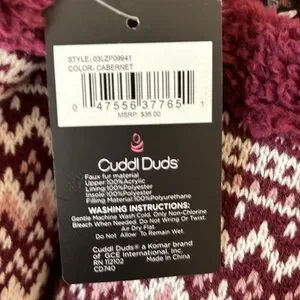 STYLE: 03LZP09941
COLOR: CABERNET
0 47556 37765 1
MSRP: $36.00
Cuddl Duds
Faux fur material
Upper:100%Acrylic
Lining:100%Polyester
Insole:100%Polyester
Filling Material:100%Polyurethane
WASHING INSTRUCTIONS:
Gentle Machine Wash Cold. Only Non-Chlorine
Bleach When Needed. Do Not Wring Or Twist.
Air Dry Flat.
Do Not Allow To Remain Wet.
Cuddl Duds® a Komar brand
of GCE International, Inc.
RN 112102 Made in China
CD740